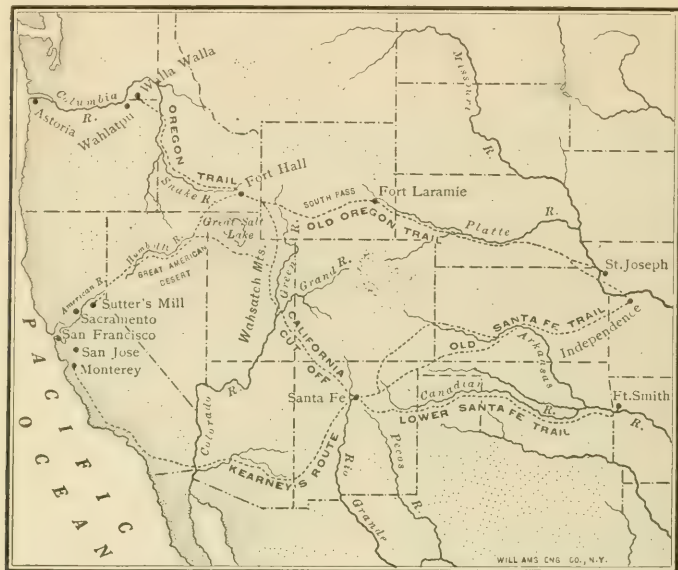 Walla Walla
Columbia
R.
Astoria
Wahlatpu
OREGON
TRAIL
Snake R.
Fort Hall
Missouri
R.
SOUTH PASS
Fort Laramie
OLD OREGON TRAIL
Platte
R.
Great Salt
Lake
Humbolt R.
GREAT AMERICAN
DESERT
American R.
Sutter's Mill
Sacramento
San Francisco
San Jose
Monterey
Wahsatch Mts.
Green
R.
Grand R.
St. Joseph
Independence
OLD
SANTA FE TRAIL
Arkansas
R.
CALIFORNIA
CUT OFF
Colorado
R.
Santa Fe
Canadian
R.
Ft. Smith
LOWER SANTA FE TRAIL
KEARNEY'S ROUTE
Rio
Grande
Pecos
R.
PACIFIC
OCEAN
WILLIAMS ENG CO., N.Y.